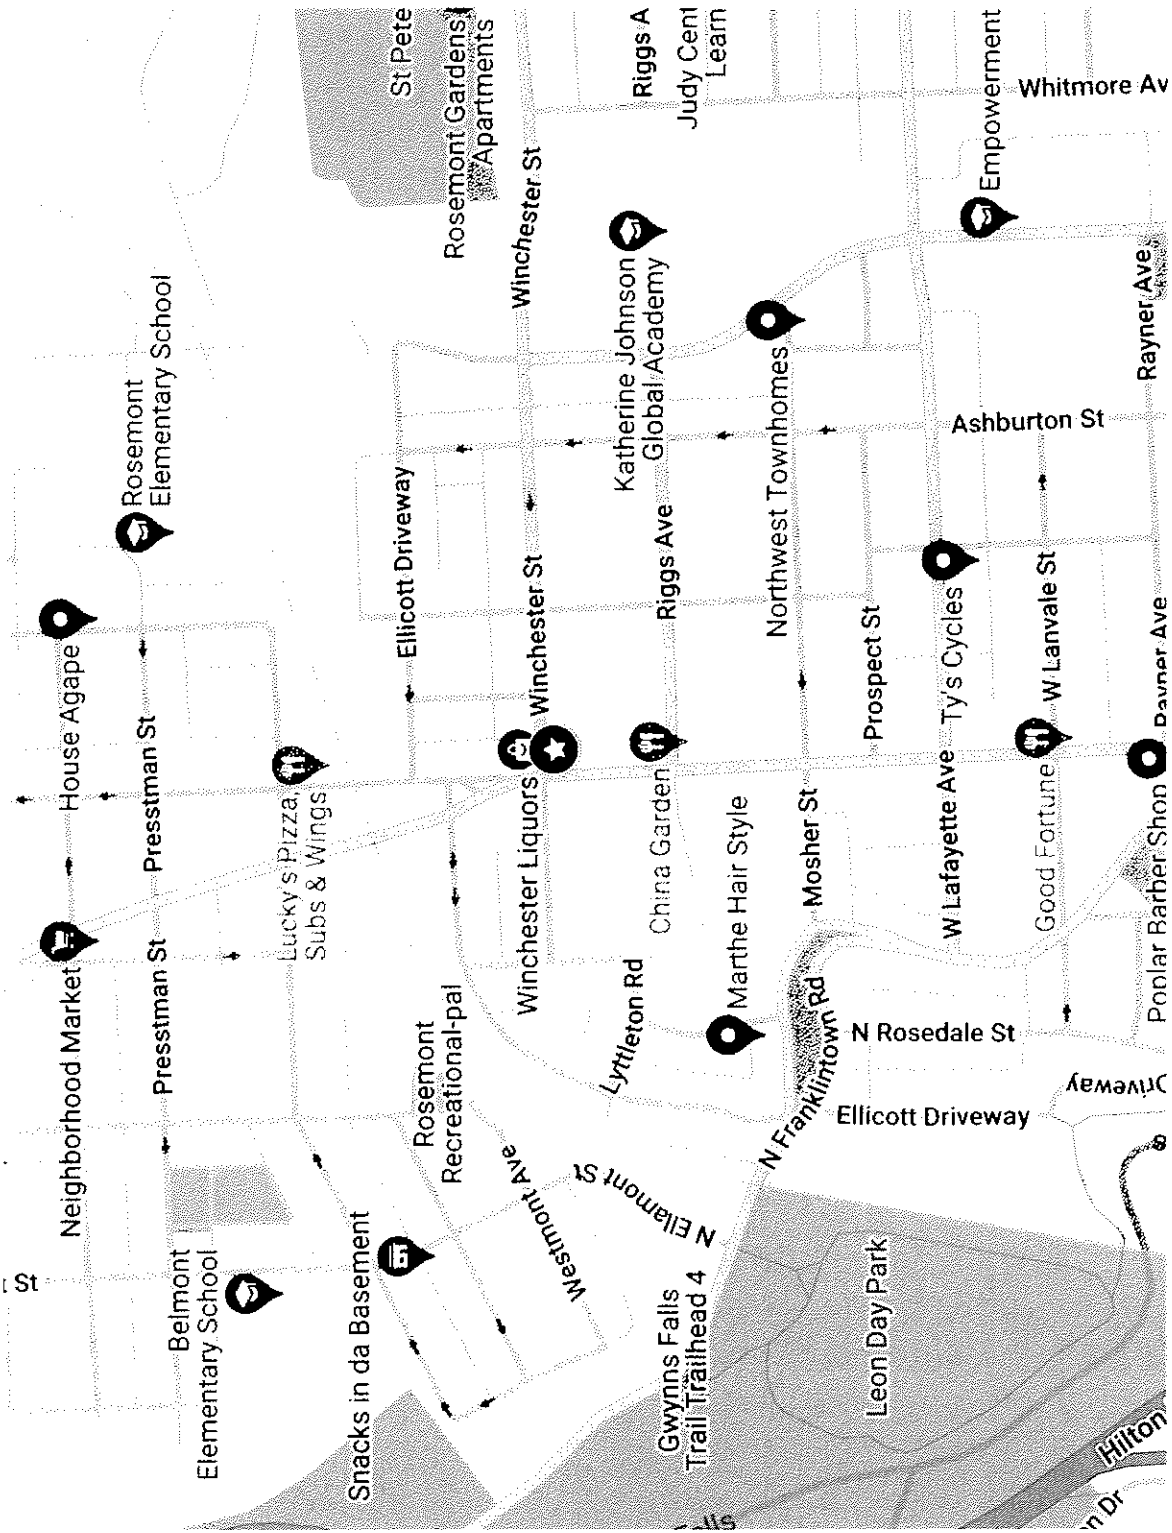 St
Neighborhood Market
House Agape
Presstman St
Presstman St
Presstman St
Rosemont
Elementary School
Belmont
Elementary School
Lucky's Pizza,
Subs & Wings
Snacks in da Basement
Ellicott Driveway
St Pete
Rosemont
Recreational-pal
Rosemont Gardens
Apartments
Westmont Ave
Winchester Liquors
Winchester St
Winchester St
N Ellamont St
Lyttleton Rd
China Garden
Riggs Ave
Katherine Johnson
Global Academy
Riggs A
Judy Cent
Learn
Gwynns Falls
Trail Trailhead 4
Marthe Hair Style
Northwest Townhomes
N Franklintown Rd
Mosher St
Leon Day Park
Ellicott Driveway
N Rosedale St
Prospect St
W Lafayette Ave
Ty's Cycles
Empowerment
Whitmore Av
Ashburton St
Good Fortune
W Lanvale St
Driveway
Hilton
n Dr
Falls
Poolar Barber Shop
Rayner Ave
Rayner Ave